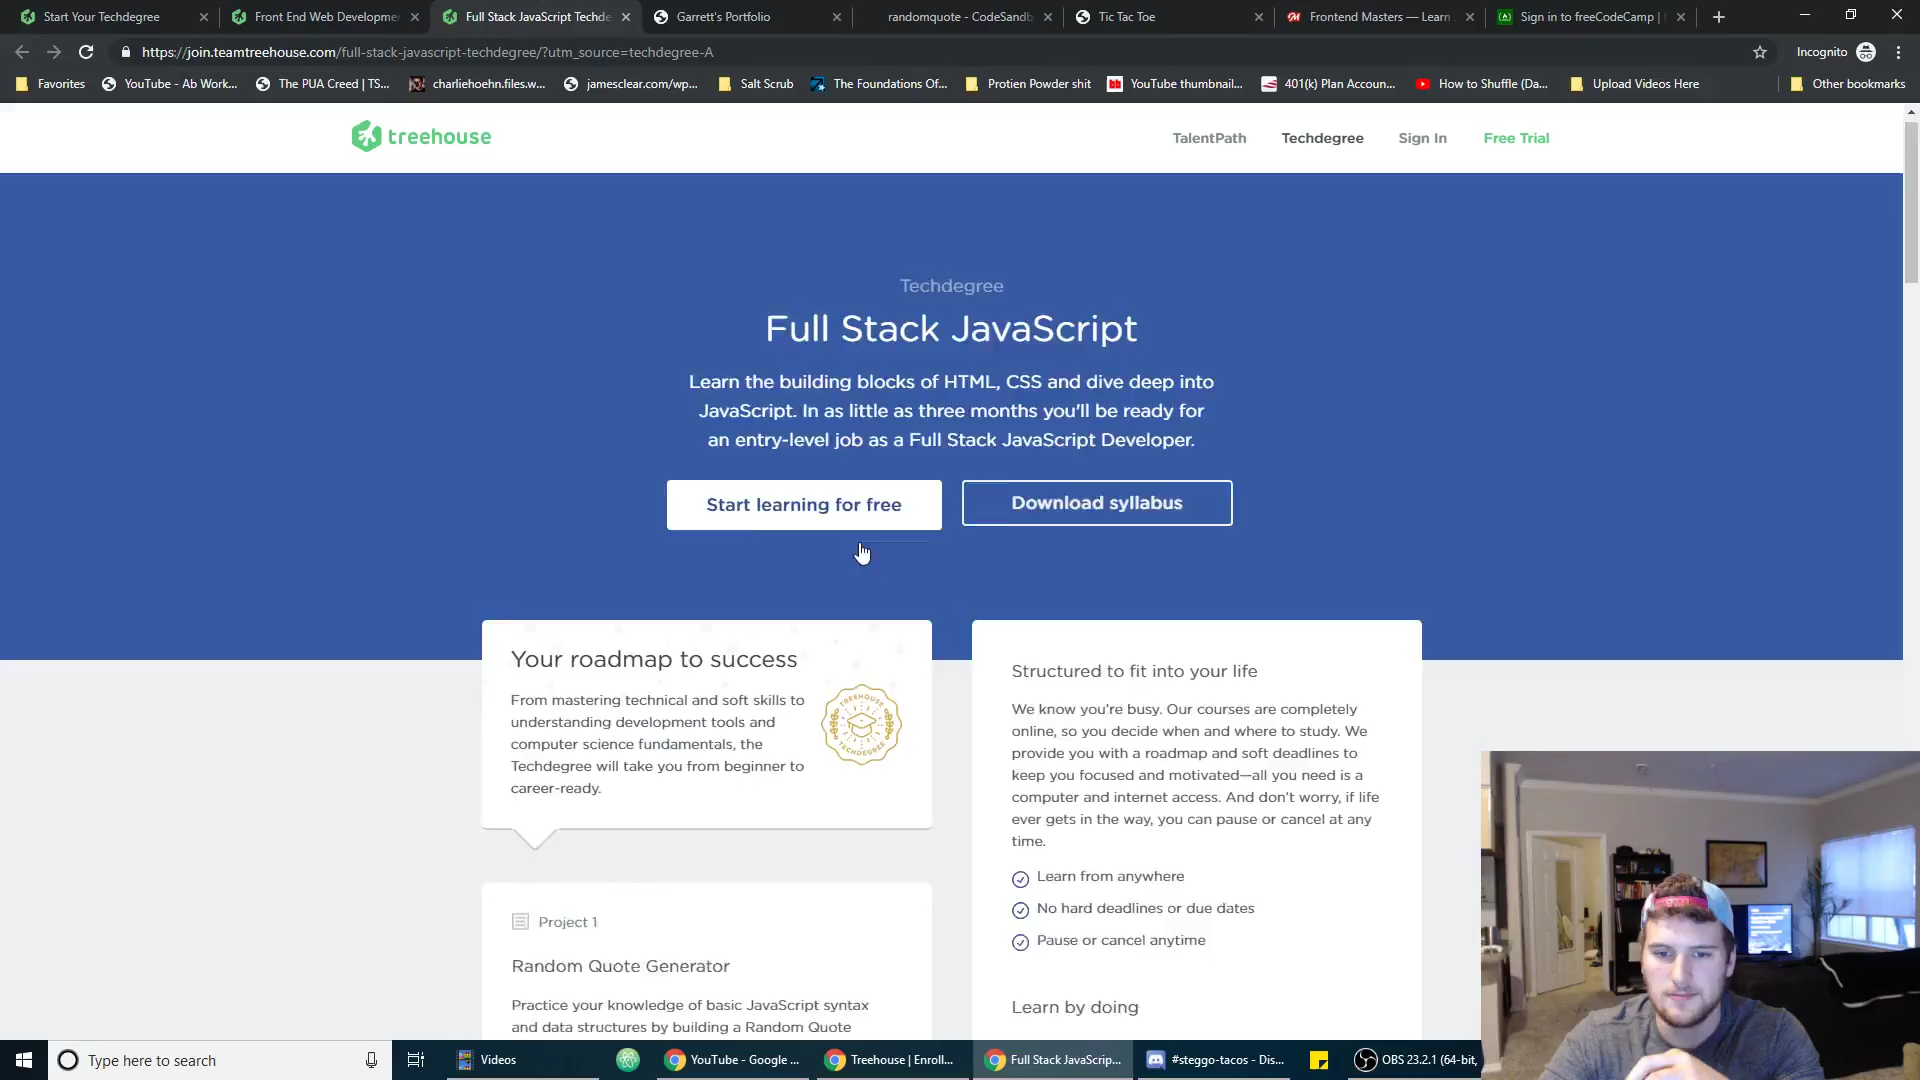 Start Your Techdegree
Front End Web Developmen
Full Stack JavaScript Techde
Garrett's Portfolio
randomquote - CodeSandb
Tic Tac Toe
Frontend Masters — Learn
Sign in to freeCodeCamp |
https://join.teamtreehouse.com/full-stack-javascript-techdegree/?utm_source=techdegree-A
Incognito
Favorites
YouTube - Ab Work...
The PUA Creed | TS...
charliehoehn.files.w...
jamesclear.com/wp...
Salt Scrub
The Foundations Of...
Protien Powder shit
YouTube thumbnail...
401(k) Plan Accoun...
How to Shuffle (Da...
Upload Videos Here
Other bookmarks
treehouse
TalentPath
Techdegree
Sign In
Free Trial
Techdegree
Full Stack JavaScript
Learn the building blocks of HTML, CSS and dive deep into
JavaScript. In as little as three months you'll be ready for
an entry-level job as a Full Stack JavaScript Developer.
Start learning for free
Download syllabus
Your roadmap to success
From mastering technical and soft skills to
understanding development tools and
computer science fundamentals, the
Techdegree will take you from beginner to
career-ready.
TREEHOUSE
TECHDEGREE
Project 1
Random Quote Generator
Practice your knowledge of basic JavaScript syntax
and data structures by building a Random Quote
Structured to fit into your life
We know you're busy. Our courses are completely
online, so you decide when and where to study. We
provide you with a roadmap and soft deadlines to
keep you focused and motivated—all you need is a
computer and internet access. And don't worry, if life
ever gets in the way, you can pause or cancel at any
time.
Learn from anywhere
No hard deadlines or due dates
Pause or cancel anytime
Learn by doing
Type here to search
Videos
YouTube - Google ...
Treehouse | Enroll...
Full Stack JavaScrip...
#steggo-tacos - Dis...
OBS 23.2.1 (64-bit,